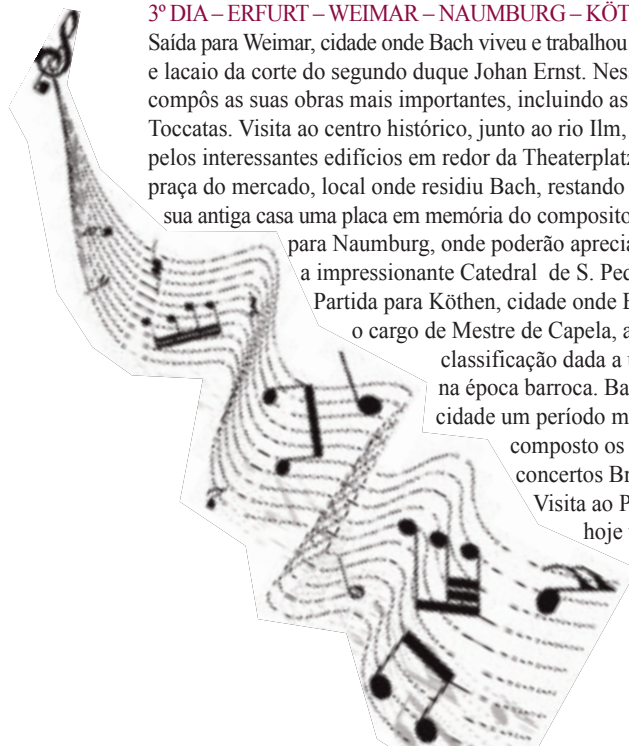 3º DIA – ERFURT – WEIMAR – NAUMBURG – KÖT
Saída para Weimar, cidade onde Bach viveu e trabalhou
e lacaio da corte do segundo duque Johan Ernst. Nes
compôs as suas obras mais importantes, incluindo as
Toccatas. Visita ao centro histórico, junto ao rio Ilm,
pelos interessantes edifícios em redor da Theaterplatz
praça do mercado, local onde residiu Bach, restando
sua antiga casa uma placa em memória do composito
para Naumburg, onde poderão aprecia
a impressionante Catedral de S. Ped
Partida para Köthen, cidade onde
o cargo de Mestre de Capela, a
classificação dada a
na época barroca. Ba
cidade um período m
composto os
concertos Br
Visita ao P
hoje